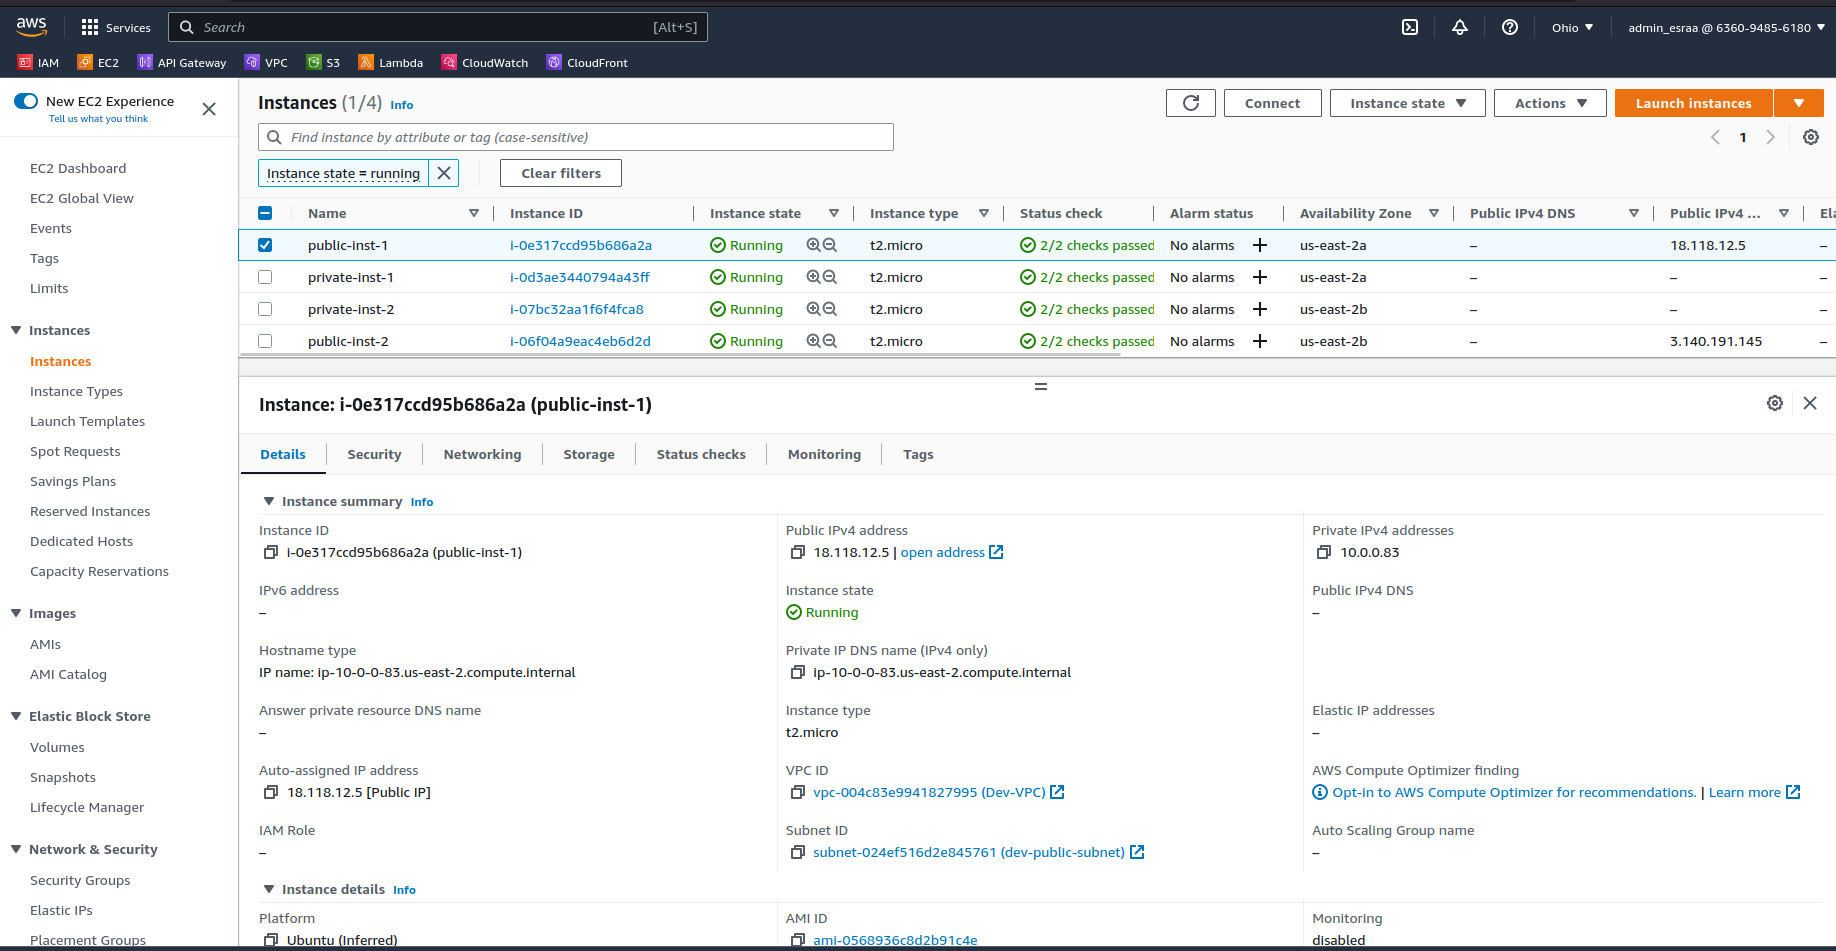 aws
Services
Search [Alt+S]
Ohio
admin_esraa @ 6360-9485-6180
IAM
EC2
API Gateway
VPC
S3
Lambda
CloudWatch
CloudFront
New EC2 Experience
Tell us what you think
EC2 Dashboard
EC2 Global View
Events
Tags
Limits
Instances
Instances
Instance Types
Launch Templates
Spot Requests
Savings Plans
Reserved Instances
Dedicated Hosts
Capacity Reservations
Images
AMIs
AMI Catalog
Elastic Block Store
Volumes
Snapshots
Lifecycle Manager
Network & Security
Security Groups
Elastic IPs
Placement Groups
Instances (1/4) Info
Connect
Instance state
Actions
Launch instances
Find instance by attribute or tag (case-sensitive)
1
Instance state = running
Clear filters
Name Instance ID Instance state Instance type Status check Alarm status Availability Zone Public IPv4 DNS Public IPv4 ... Ela
public-inst-1 i-0e317ccd95b686a2a Running t2.micro 2/2 checks passed No alarms + us-east-2a – 18.118.12.5 –
private-inst-1 i-0d3ae3440794a43ff Running t2.micro 2/2 checks passed No alarms + us-east-2a – – –
private-inst-2 i-07bc32aa1f6f4fca8 Running t2.micro 2/2 checks passed No alarms + us-east-2b – – –
public-inst-2 i-06f04a9eac4eb6d2d Running t2.micro 2/2 checks passed No alarms + us-east-2b – 3.140.191.145 –
Instance: i-0e317ccd95b686a2a (public-inst-1)
Details
Security
Networking
Storage
Status checks
Monitoring
Tags
Instance summary Info
Instance ID
i-0e317ccd95b686a2a (public-inst-1)
Public IPv4 address
18.118.12.5 | open address
Private IPv4 addresses
10.0.0.83
IPv6 address
–
Instance state
Running
Public IPv4 DNS
–
Hostname type
IP name: ip-10-0-0-83.us-east-2.compute.internal
Private IP DNS name (IPv4 only)
ip-10-0-0-83.us-east-2.compute.internal
Answer private resource DNS name
–
Instance type
t2.micro
Elastic IP addresses
–
Auto-assigned IP address
18.118.12.5 [Public IP]
VPC ID
vpc-004c83e9941827995 (Dev-VPC)
AWS Compute Optimizer finding
Opt-in to AWS Compute Optimizer for recommendations. | Learn more
IAM Role
–
Subnet ID
subnet-024ef516d2e845761 (dev-public-subnet)
Auto Scaling Group name
–
Instance details Info
Platform
Ubuntu (Inferred)
AMI ID
ami-0568936c8d2b91c4e
Monitoring
disabled